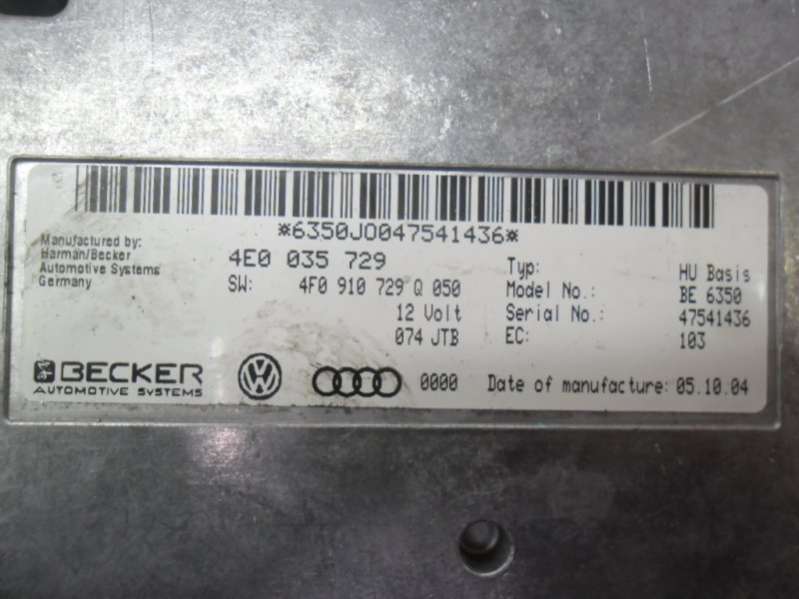 *6350JO047541436*
Manufactured by:
Harman/Becker
Automotive Systems
Germany
4E0 035 729
SW: 4F0 910 729 Q 050
12 Volt
074 JTB
Typ: HU Basis
Model No.: BE 6350
Serial No.: 47541436
EC: 103
BECKER
AUTOMOTIVE SYSTEMS
VW
0000
Date of manufacture: 05.10.04